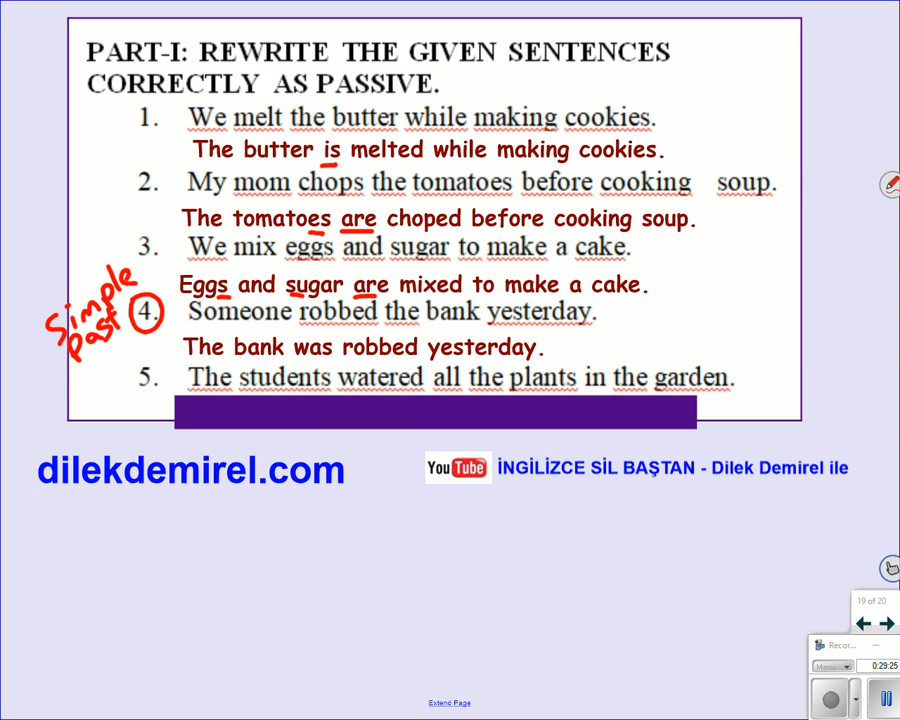 PART-I: REWRITE THE GIVEN SENTENCES
CORRECTLY AS PASSIVE.
1. We melt the butter while making cookies.
The butter is melted while making cookies.
2. My mom chops the tomatoes before cooking soup.
The tomatoes are choped before cooking soup.
3. We mix eggs and sugar to make a cake.
Eggs and sugar are mixed to make a cake.
Simple
past
4. Someone robbed the bank yesterday.
The bank was robbed yesterday.
5. The students watered all the plants in the garden.
dilekdemirel.com
YouTube İNGİLİZCE SİL BAŞTAN - Dilek Demirel ile
19 of 20
Recor...
Menu
0:29:25
Extend Page